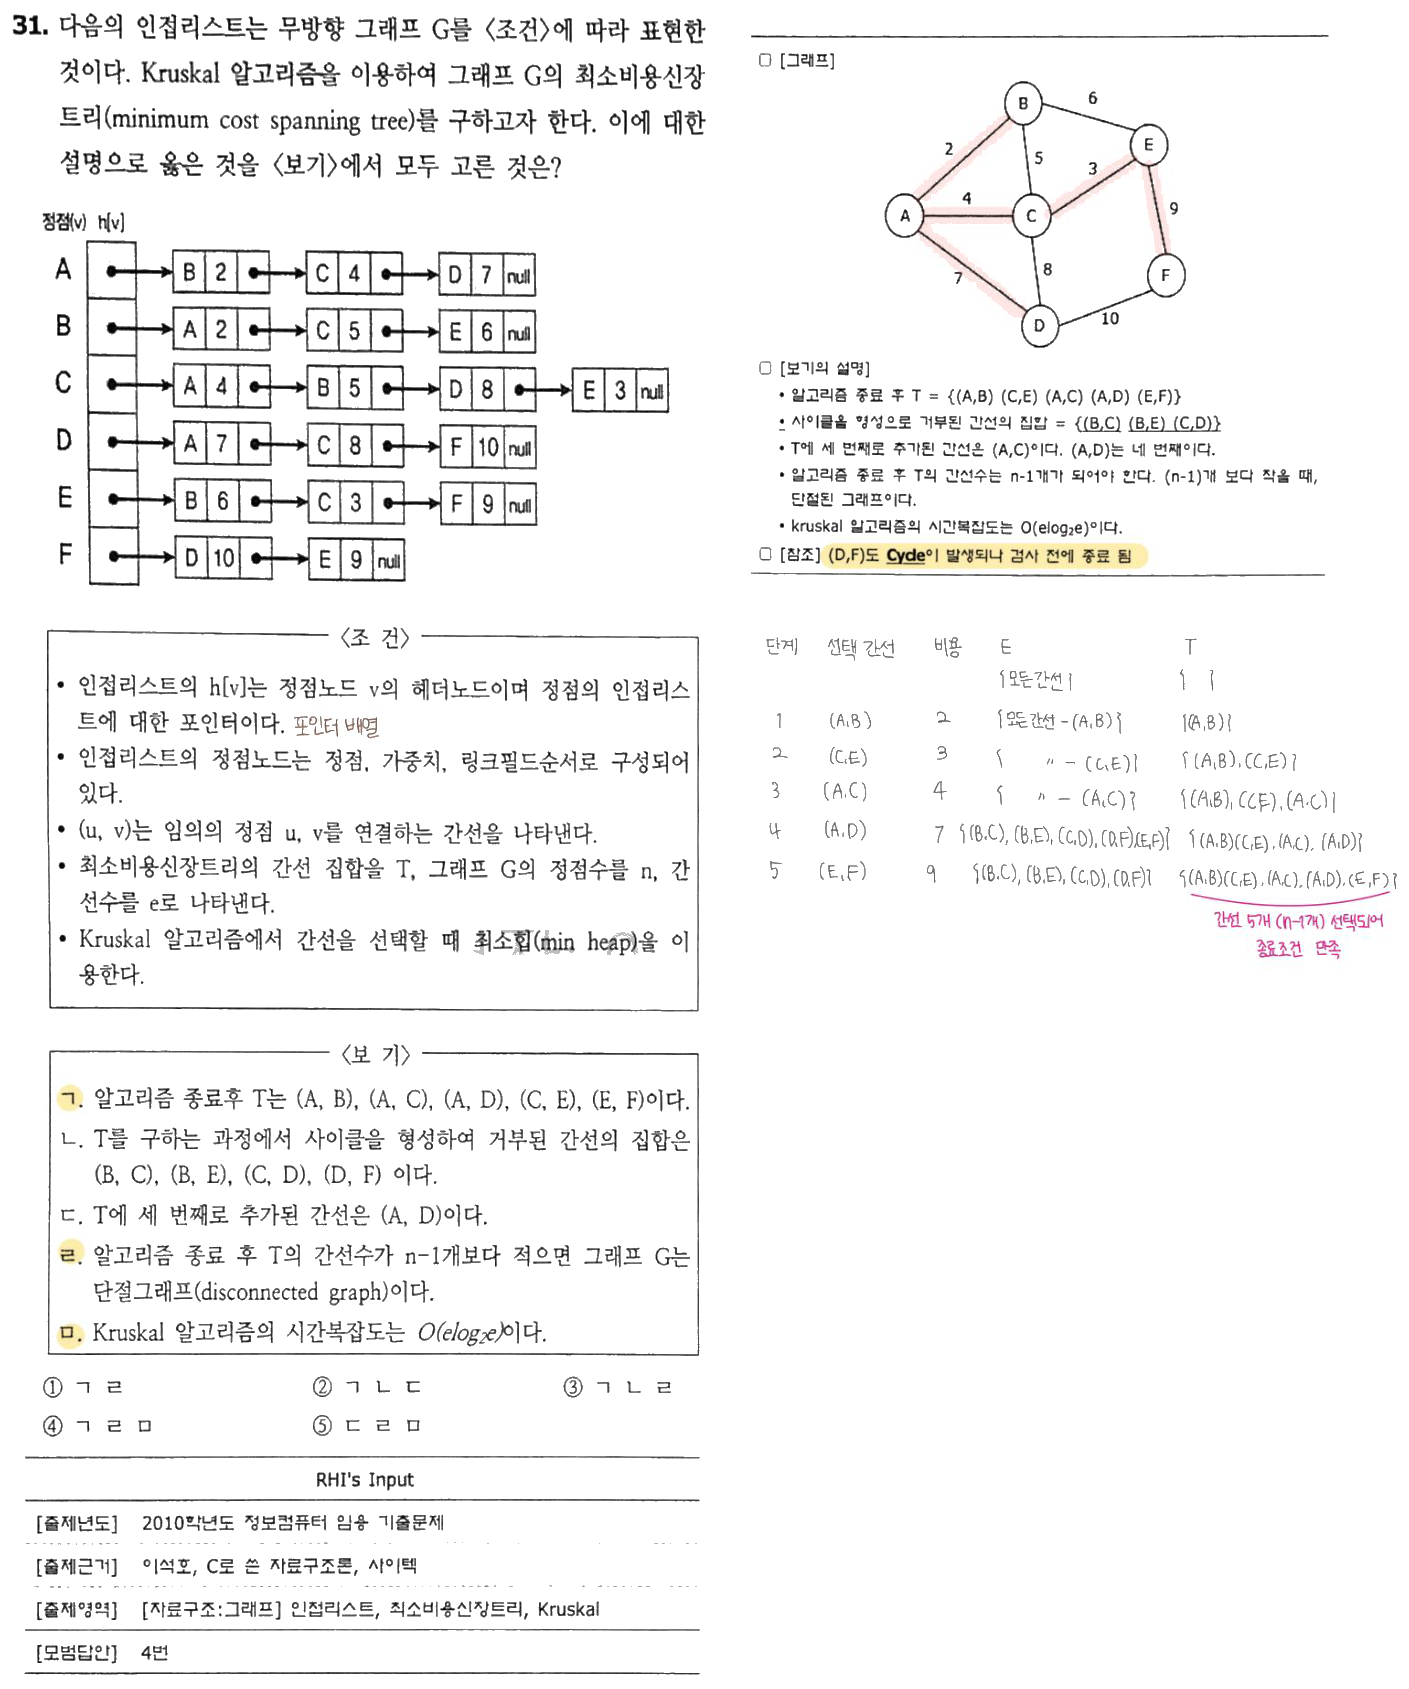 31. 다음의 인접리스트는 무방향 그래프 G를 〈조건〉에 따라 표현한
것이다. Kruskal 알고리즘을 이용하여 그래프 G의 최소비용신장
트리(minimum cost spanning tree)를 구하고자 한다. 이에 대한
설명으로 옳은 것을 〈보기〉에서 모두 고른 것은?
정점(v) h[v]
A B 2 C 4 D 7 null
B A 2 C 5 E 6 null
C A 4 B 5 D 8 E 3 null
D A 7 C 8 F 10 null
E B 6 C 3 F 9 null
F D 10 E 9 null
〈조 건〉
• 인접리스트의 h[v]는 정점노드 v의 헤더노드이며 정점의 인접리스
트에 대한 포인터이다. 포인터 배열
• 인접리스트의 정점노드는 정점, 가중치, 링크필드순서로 구성되어
있다.
• (u, v)는 임의의 정점 u, v를 연결하는 간선을 나타낸다.
• 최소비용신장트리의 간선 집합을 T, 그래프 G의 정점수를 n, 간
선수를 e로 나타낸다.
• Kruskal 알고리즘에서 간선을 선택할 때 최소힙(min heap)을 이
용한다.
〈보 기〉
ㄱ. 알고리즘 종료후 T는 (A, B), (A, C), (A, D), (C, E), (E, F)이다.
ㄴ. T를 구하는 과정에서 사이클을 형성하여 거부된 간선의 집합은
(B, C), (B, E), (C, D), (D, F) 이다.
ㄷ. T에 세 번째로 추가된 간선은 (A, D)이다.
ㄹ. 알고리즘 종료 후 T의 간선수가 n-1개보다 적으면 그래프 G는
단절그래프(disconnected graph)이다.
ㅁ. Kruskal 알고리즘의 시간복잡도는 O(elog₂e)이다.
① ㄱ ㄹ ② ㄱ ㄴ ㄷ ③ ㄱ ㄴ ㄹ
④ ㄱ ㄹ ㅁ ⑤ ㄷ ㄹ ㅁ
RHI's Input
[출제년도] 2010학년도 정보컴퓨터 임용 기출문제
[출제근거] 이석호, C로 쓴 자료구조론, 사이텍
[출제영역] [자료구조:그래프] 인접리스트, 최소비용신장트리, Kruskal
[모범답안] 4번
▢ [그래프]
B 6
2 5 E
3
A 4 C 9
7 8 F
D 10
▢ [보기의 설명]
• 알고리즘 종료 후 T = {(A,B) (C,E) (A,C) (A,D) (E,F)}
• 사이클을 형성으로 거부된 간선의 집합 = {(B,C) (B,E) (C,D)}
• T에 세 번째로 추가된 간선은 (A,C)이다. (A,D)는 네 번째이다.
• 알고리즘 종료 후 T의 간선수는 n-1개가 되어야 한다. (n-1)개 보다 작을 때,
단절된 그래프이다.
• kruskal 알고리즘의 시간복잡도는 O(elog₂e)이다.
▢ [참조] (D,F)도 Cycle이 발생되나 검사 전에 종료 됨
단계 선택 간선 비용 E T
{모든간선} { }
1 (A,B) 2 {모든간선-(A,B)} {(A,B)}
2 (C,E) 3 { 〃 - (C,E)} {(A,B),(C,E)}
3 (A,C) 4 { 〃 - (A,C)} {(A,B),(C,E),(A,C)}
4 (A,D) 7 {(B,C),(B,E),(C,D),(D,F)(E,F)} {(A,B)(C,E),(A,C),(A,D)}
5 (E,F) 9 {(B,C),(B,E),(C,D),(D,F)} {(A,B)(C,E),(A,C),(A,D),(E,F)}
간선 5개(n-1개) 선택되어
종료조건 만족